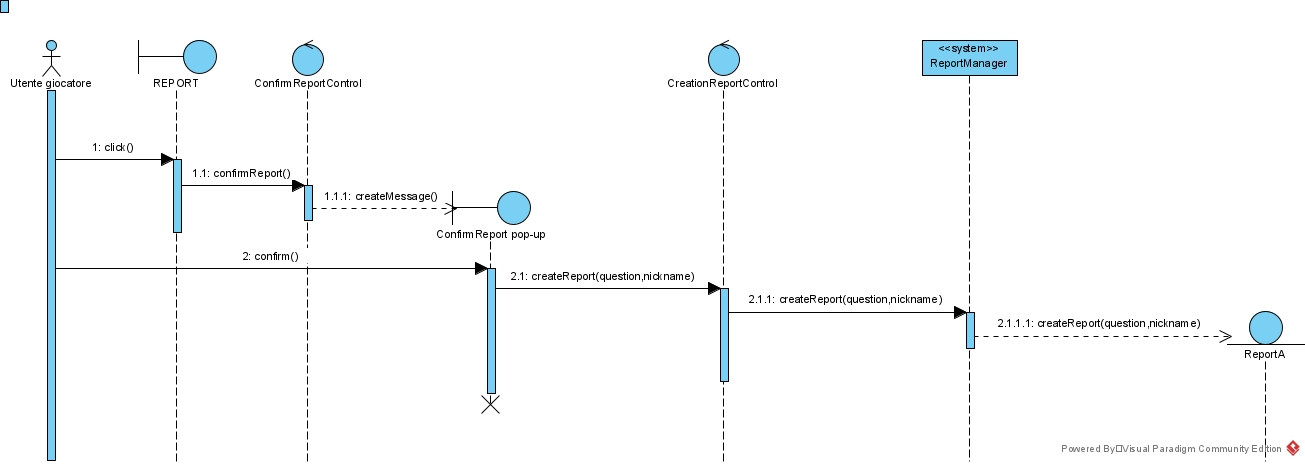 <<system>>
ReportManager
Utente giocatore
REPORT
ConfirmReportControl
CreationReportControl
1: click()
1.1: confirmReport()
1.1.1: createMessage()
ConfirmReport pop-up
2: confirm()
2.1: createReport(question,nickname)
2.1.1: createReport(question,nickname)
2.1.1.1: createReport(question,nickname)
ReportA
Powered By□Visual Paradigm Community Edition